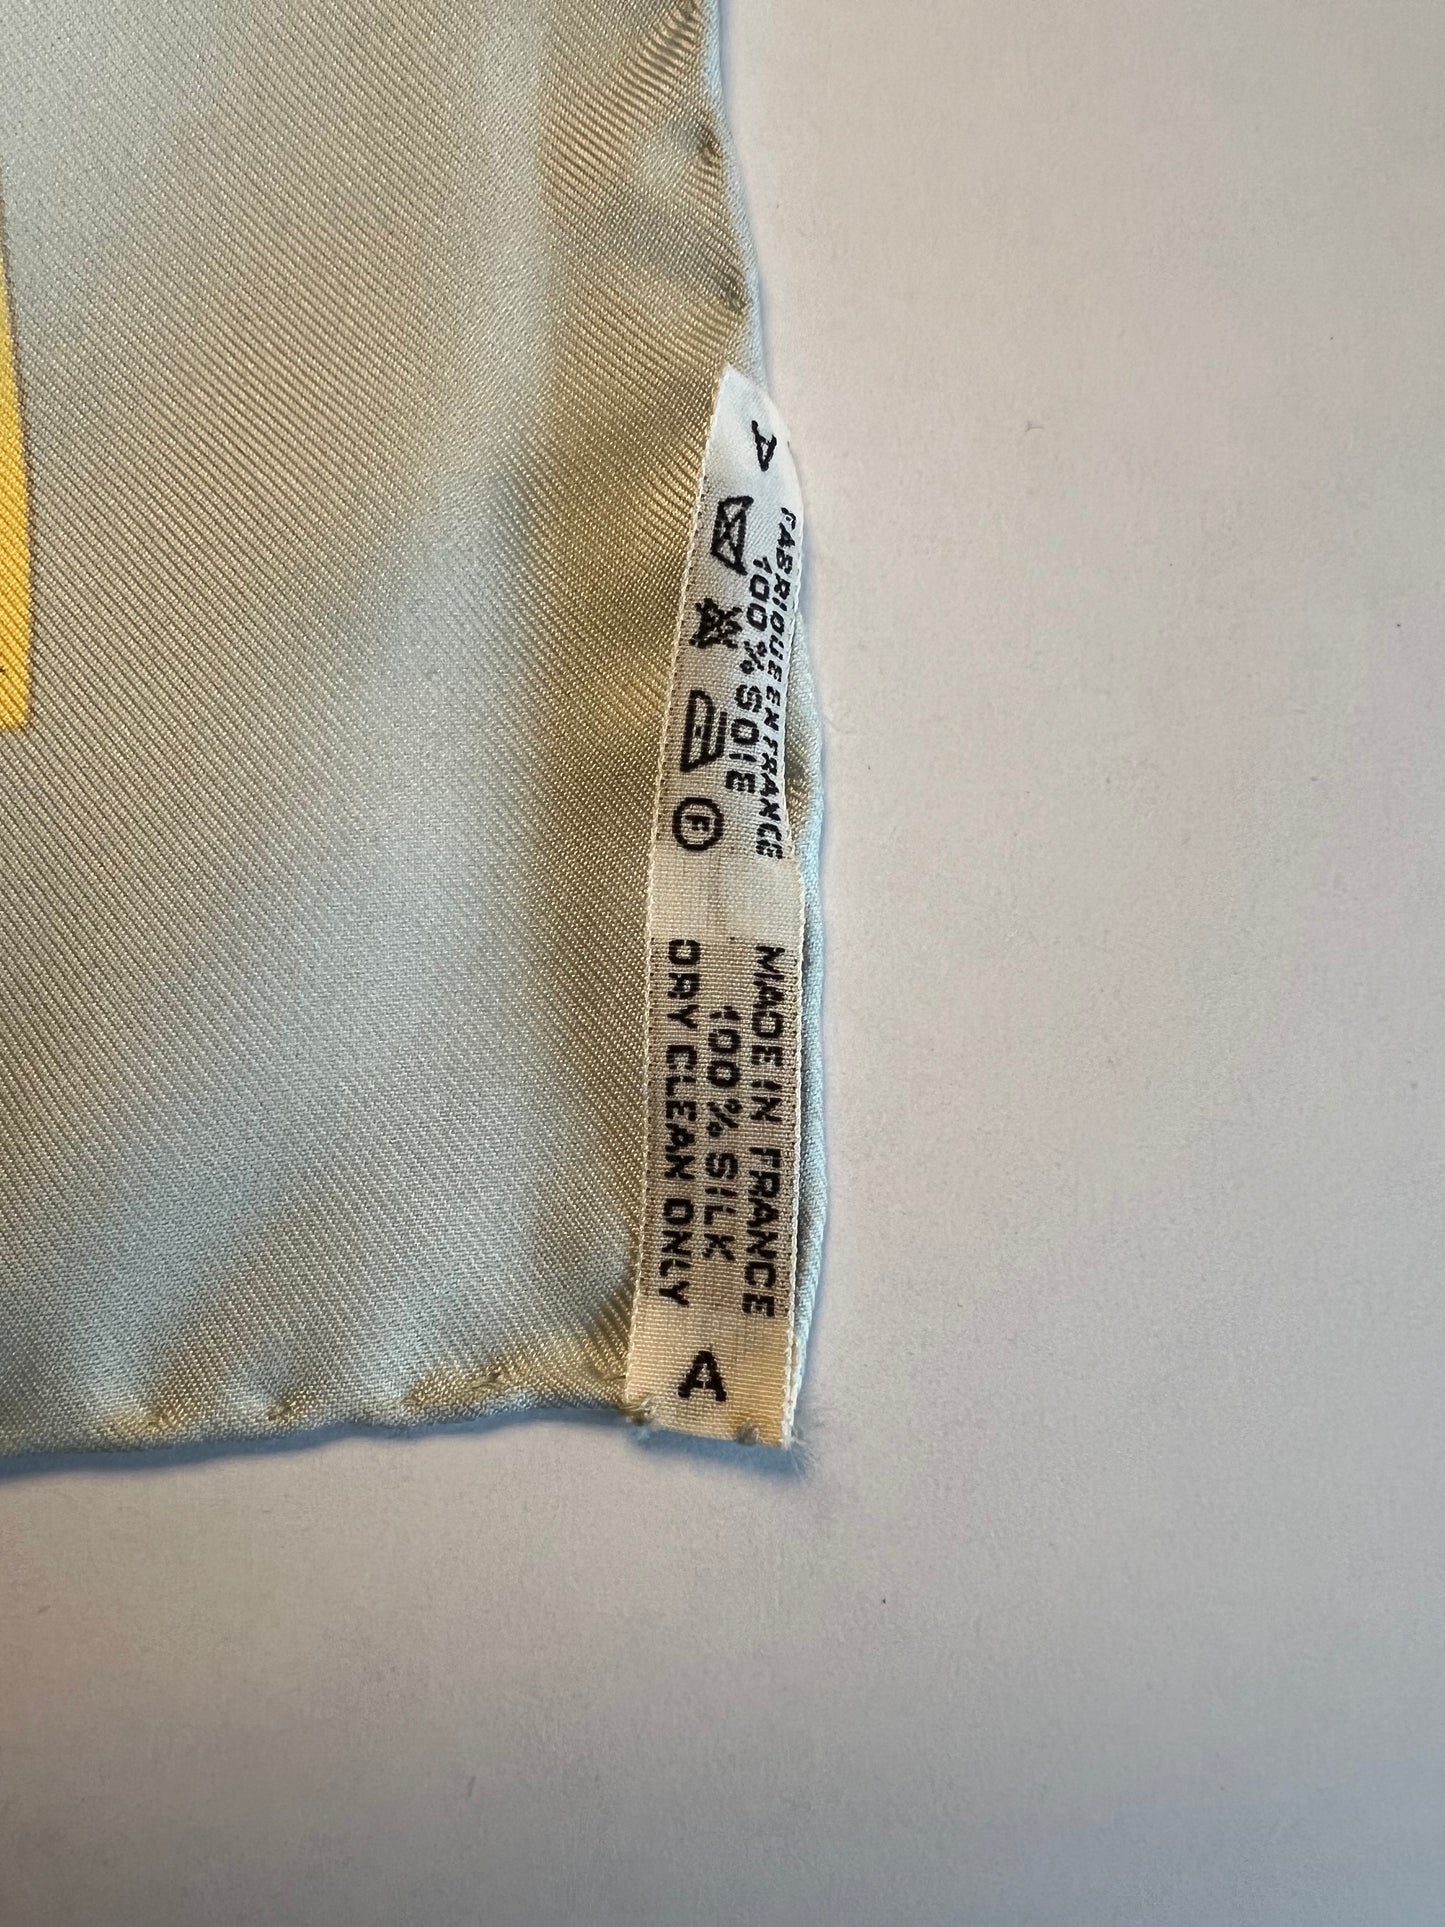 A
FABRIQUE EN FRANCE
100 % SOIE
F
MADE IN FRANCE
100 % SILK
DRY CLEAN ONLY
A